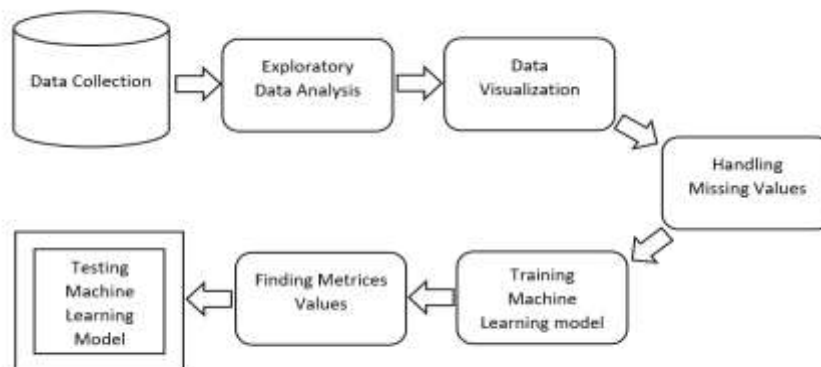 Data Collection
Exploratory
Data Analysis
Data
Visualization
Handling
Missing Values
Training
Machine
Learning model
Finding Metrices
Values
Testing
Machine
Learning
Model